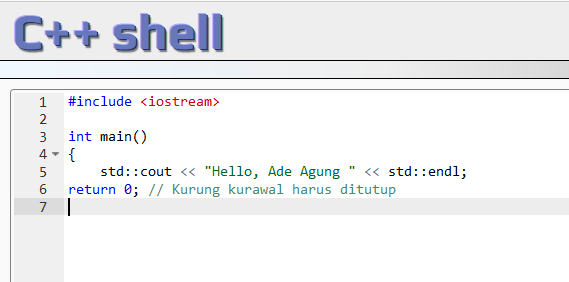 C++ shell
1 #include <iostream>
2
3 int main()
4 {
5     std::cout << "Hello, Ade Agung " << std::endl;
6 return 0; // Kurung kurawal harus ditutup
7